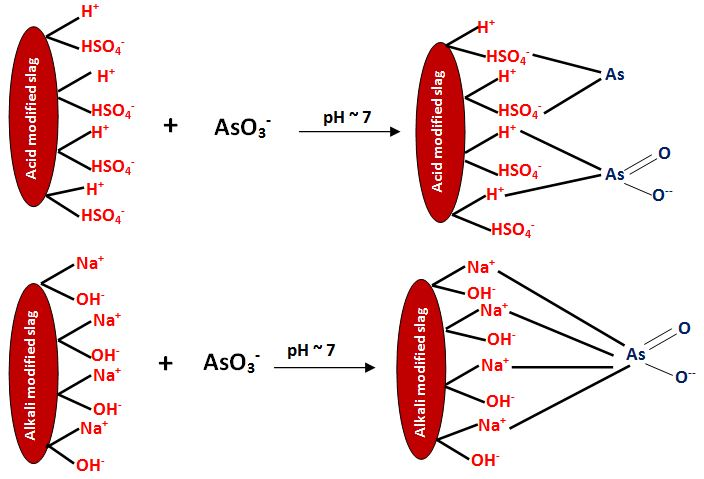 H⁺
HSO₄⁻
H⁺
HSO₄⁻
H⁺
HSO₄⁻
H⁺
HSO₄⁻
Acid modified slag
+
AsO₃⁻
pH ~ 7
H⁺
HSO₄⁻
H⁺
HSO₄⁻
H⁺
HSO₄⁻
H⁺
HSO₄⁻
Acid modified slag
As
As
O
O--
Na⁺
OH⁻
Na⁺
OH⁻
Na⁺
OH⁻
Na⁺
OH⁻
Alkali modified slag
+
AsO₃⁻
pH ~ 7
Na⁺
OH⁻
Na⁺
OH⁻
Na⁺
OH⁻
Na⁺
OH⁻
Alkali modified slag
As
O
O--